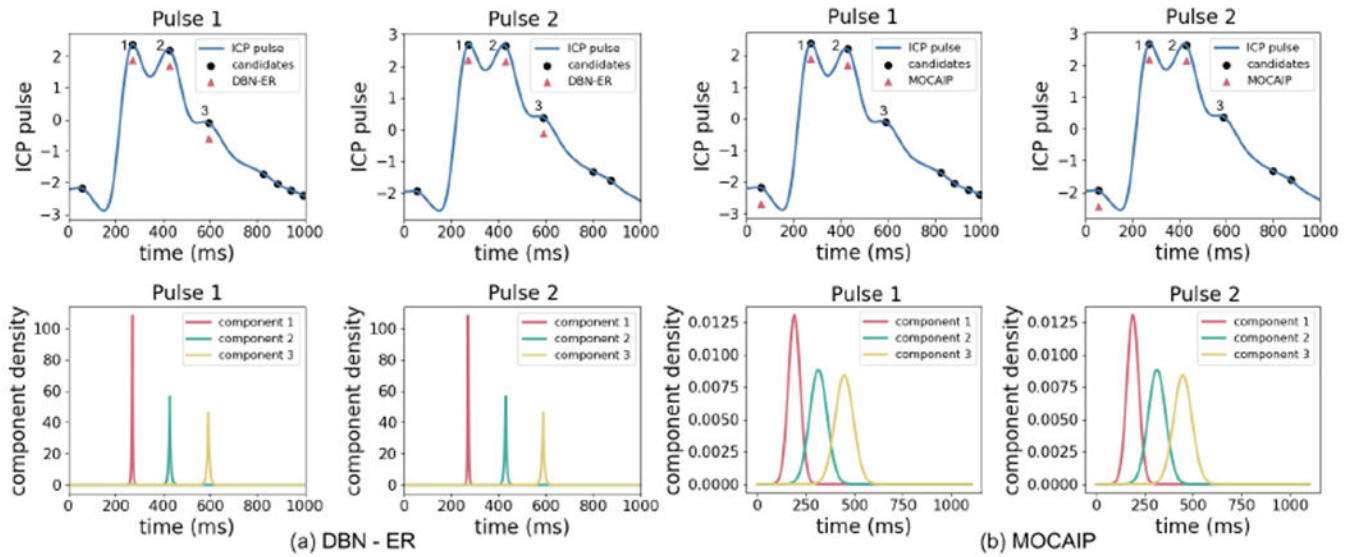 Pulse 1
ICP pulse
3
2
1
0
−1
−2
−3
1
2
3
ICP pulse
candidates
DBN-ER
0 200 400 600 800 1000
time (ms)
Pulse 2
3
2
1
0
−1
−2
1
2
3
ICP pulse
candidates
DBN-ER
0 200 400 600 800 1000
time (ms)
Pulse 1
ICP pulse
2
1
0
−1
−2
−3
1
2
3
ICP pulse
candidates
MOCAIP
0 200 400 600 800 1000
time (ms)
Pulse 2
3
2
1
0
−1
−2
−3
1
2
3
ICP pulse
candidates
MOCAIP
0 200 400 600 800 1000
time (ms)
Pulse 1
component density
100
80
60
40
20
0
component 1
component 2
component 3
0 200 400 600 800 1000
time (ms)
Pulse 2
100
80
60
40
20
0
component 1
component 2
component 3
0 200 400 600 800 1000
time (ms)
Pulse 1
component density
0.0125
0.0100
0.0075
0.0050
0.0025
0.0000
component 1
component 2
component 3
0 250 500 750 1000
time (ms)
Pulse 2
0.0125
0.0100
0.0075
0.0050
0.0025
0.0000
component 1
component 2
component 3
0 250 500 750 1000
time (ms)
(a) DBN - ER
(b) MOCAIP